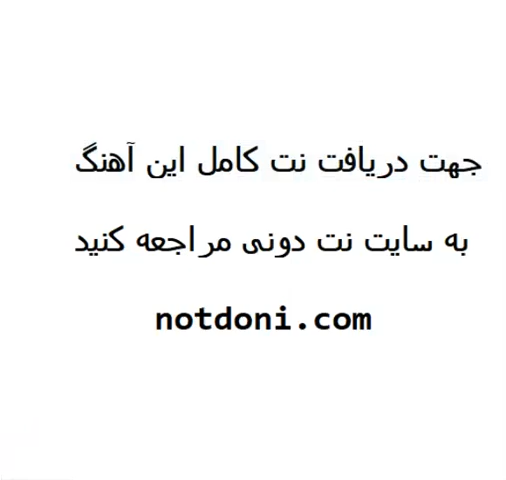 جهت دریافت نت کامل این آهنگ
به سایت نت دونی مراجعه کنید
notdoni.com